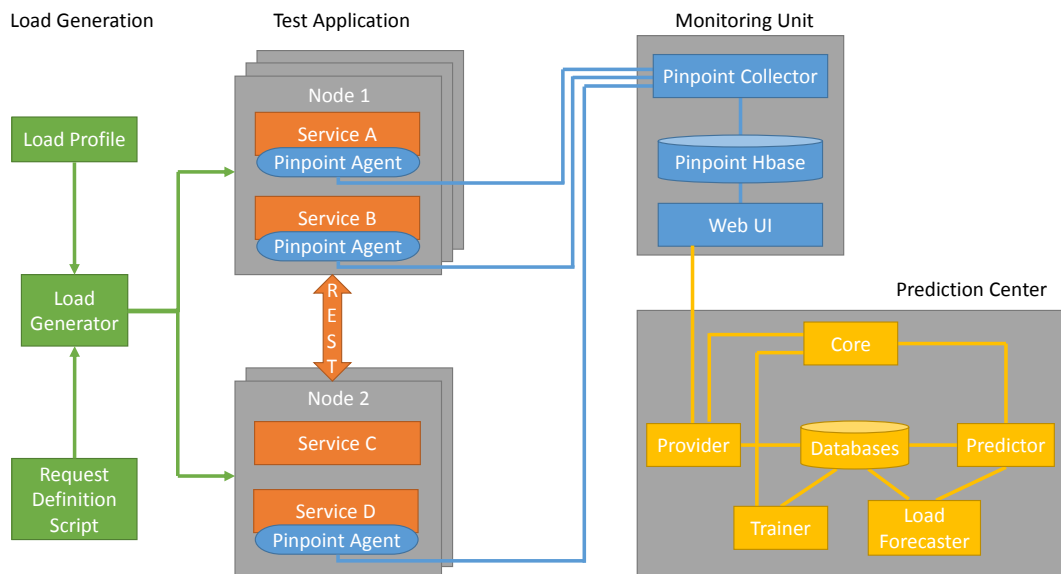 Load Generation
Test Application
Monitoring Unit
Load Profile
Load
Generator
Request
Definition
Script
Node 1
Service A
Pinpoint Agent
Service B
Pinpoint Agent
REST
Node 2
Service C
Service D
Pinpoint Agent
Pinpoint Collector
Pinpoint Hbase
Web UI
Prediction Center
Core
Provider
Databases
Predictor
Trainer
Load
Forecaster